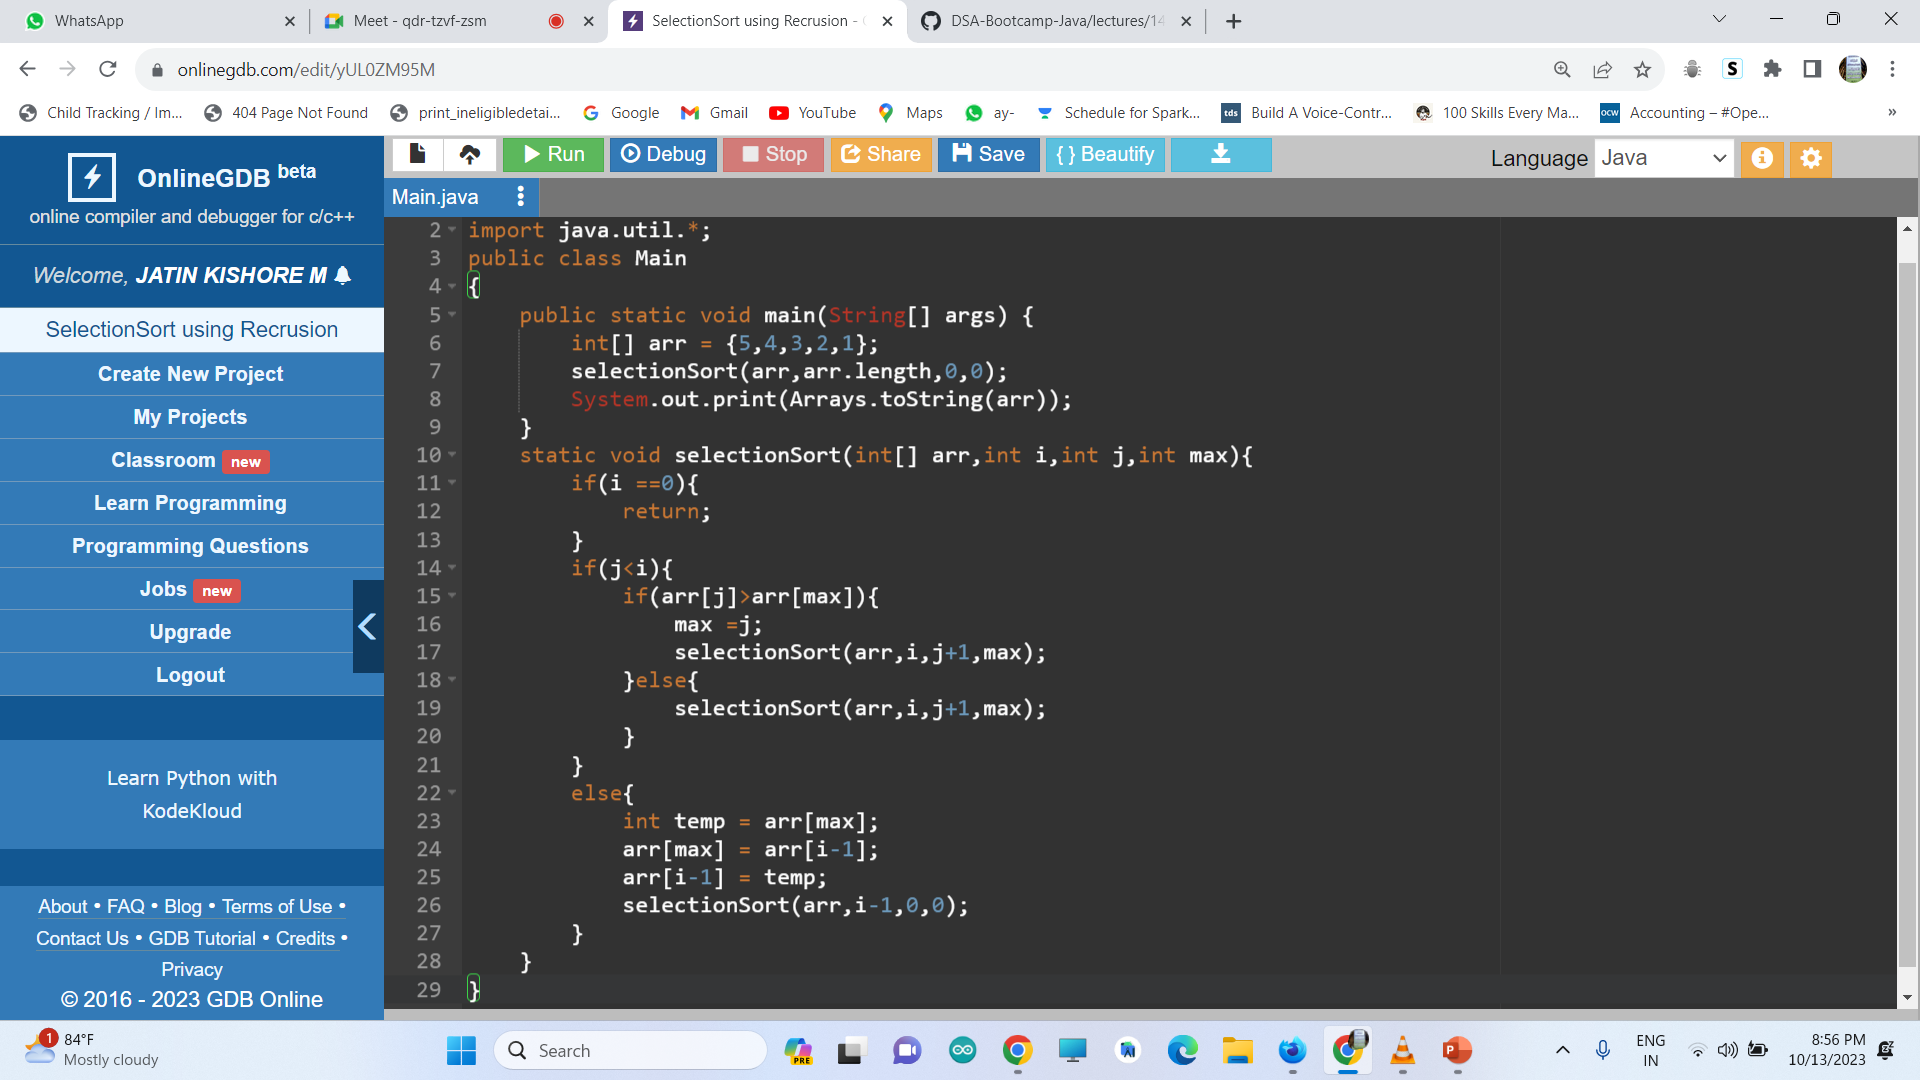 WhatsApp
Meet - qdr-tzvf-zsm
SelectionSort using Recrusion -
DSA-Bootcamp-Java/lectures/14
onlinegdb.com/edit/yUL0ZM95M
S
Child Tracking / Im...
404 Page Not Found
print_ineligibledetai...
Google
Gmail
YouTube
Maps
ay-
Schedule for Spark...
tds
Build A Voice-Contr...
100 Skills Every Ma...
ocw
Accounting – #Ope...
»
OnlineGDB beta
online compiler and debugger for c/c++
Welcome, JATIN KISHORE M
SelectionSort using Recrusion
Create New Project
My Projects
Classroom new
Learn Programming
Programming Questions
Jobs new
Upgrade
Logout
Learn Python with
KodeKloud
About • FAQ • Blog • Terms of Use •
Contact Us • GDB Tutorial • Credits •
Privacy
© 2016 - 2023 GDB Online
Run
Debug
Stop
Share
Save
{ } Beautify
Language
Java
Main.java
2 import java.util.*;
3 public class Main
4 {
5 public static void main(String[] args) {
6 int[] arr = {5,4,3,2,1};
7 selectionSort(arr,arr.length,0,0);
8 System.out.print(Arrays.toString(arr));
9 }
10 static void selectionSort(int[] arr,int i,int j,int max){
11 if(i ==0){
12 return;
13 }
14 if(j<i){
15 if(arr[j]>arr[max]){
16 max =j;
17 selectionSort(arr,i,j+1,max);
18 }else{
19 selectionSort(arr,i,j+1,max);
20 }
21 }
22 else{
23 int temp = arr[max];
24 arr[max] = arr[i-1];
25 arr[i-1] = temp;
26 selectionSort(arr,i-1,0,0);
27 }
28 }
29 }
1
84°F
Mostly cloudy
Search
PRE
P
ENG
IN
8:56 PM
10/13/2023